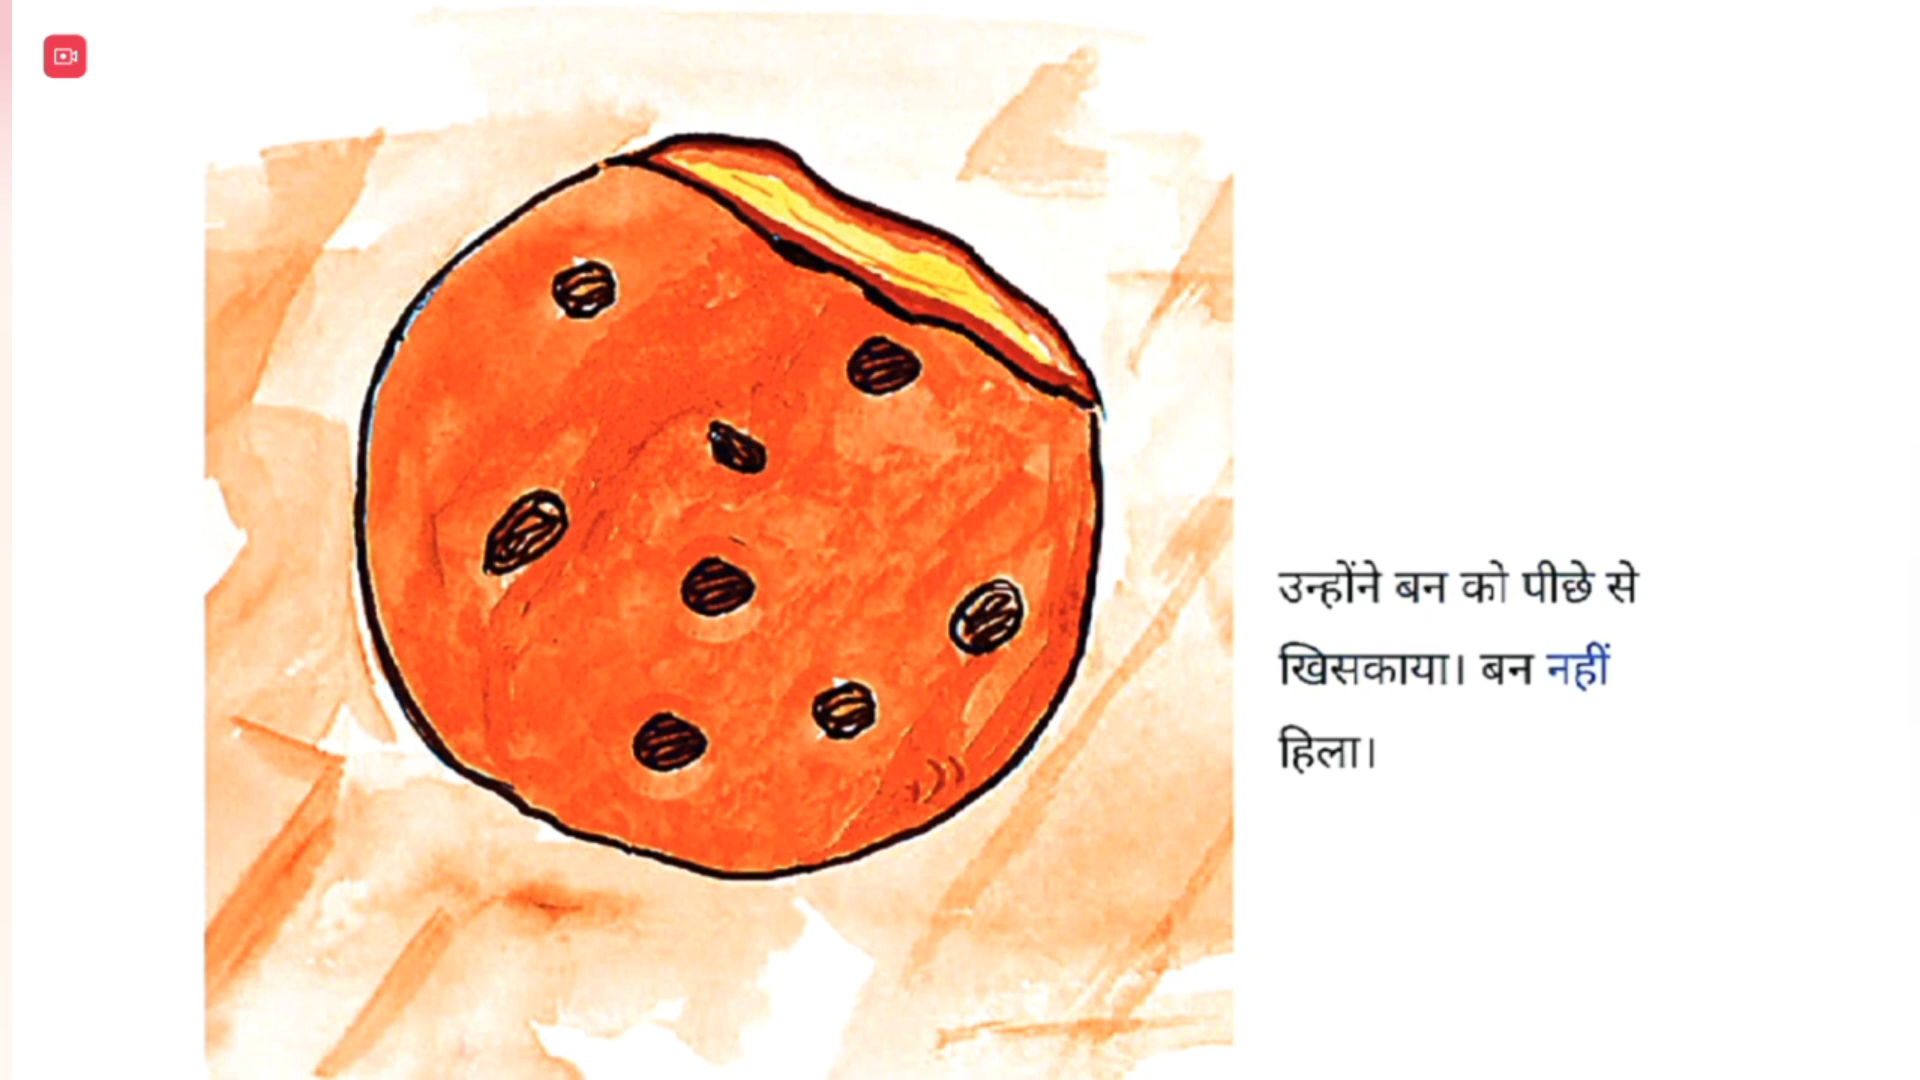 उन्होंने बन को पीछे से
खिसकाया। बन नहीं
हिला।